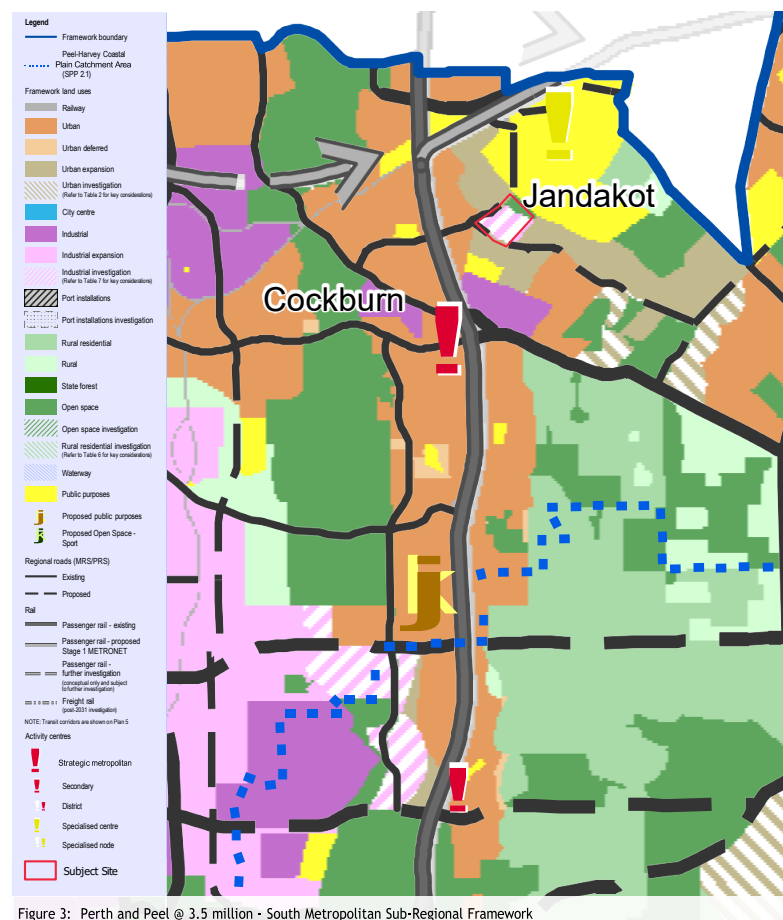 Legend
Framework boundary
Peel-Harvey Coastal
Plain Catchment Area
(SPP 2.1)
Framework land uses
Railway
Urban
Urban deferred
Urban expansion
Urban investigation
(Refer to Table 2 for key considerations)
City centre
Industrial
Industrial expansion
Industrial investigation
(Refer to Table 7 for key considerations)
Port installations
Port installations investigation
Rural residential
Rural
State forest
Open space
Open space investigation
Rural residential investigation
(Refer to Table 6 for key considerations)
Waterway
Public purposes
j
Proposed public purposes
k
Proposed Open Space -
Sport
Regional roads (MRS/PRS)
Existing
Proposed
Rail
Passenger rail - existing
Passenger rail - proposed
Stage 1 METRONET
Passenger rail -
further investigation
(conceptual only and subject
to further investigation)
Freight rail
(post-2031 investigation)
NOTE: Transit corridors are shown on Plan 5
Activity centres
! Strategic metropolitan
! Secondary
! District
! Specialised centre
! Specialised node
Subject Site
!
Jandakot
Cockburn
!
k
j
!
Figure 3: Perth and Peel @ 3.5 million - South Metropolitan Sub-Regional Framework